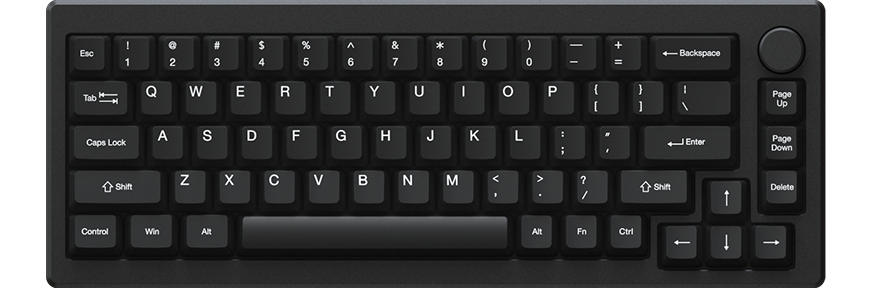 Esc ! 1 @ 2 # 3 $ 4 % 5 ^ 6 & 7 * 8 ( 9 ) 0 — – + = ← Backspace
Tab Q W E R T Y U I O P { [ } ] | \ Page Up
Caps Lock A S D F G H J K L : ; " ' Enter Page Down
⇧ Shift Z X C V B N M < , > . ? / ⇧ Shift ↑ Delete
Control Win Alt Alt Fn Ctrl ← ↓ →